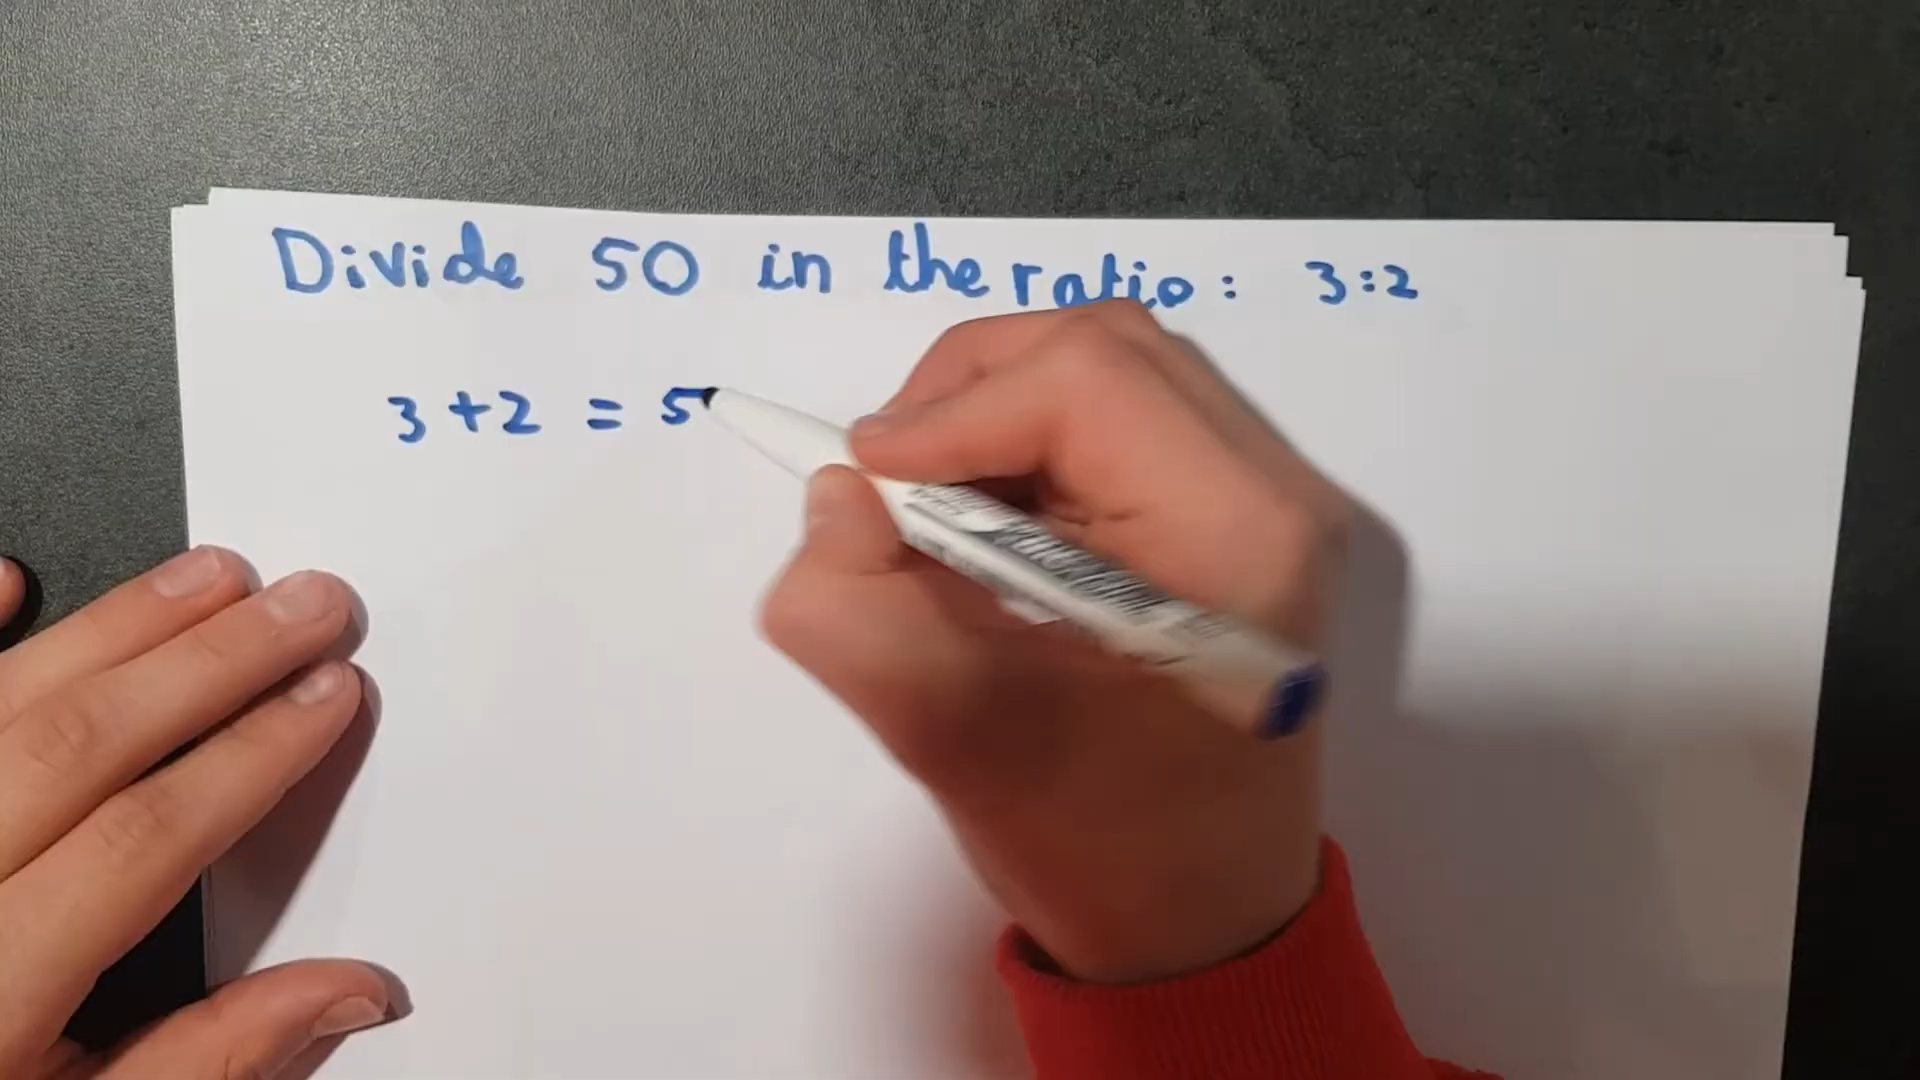 Divide 50 in the ratio: 3:2
3+2 = 5